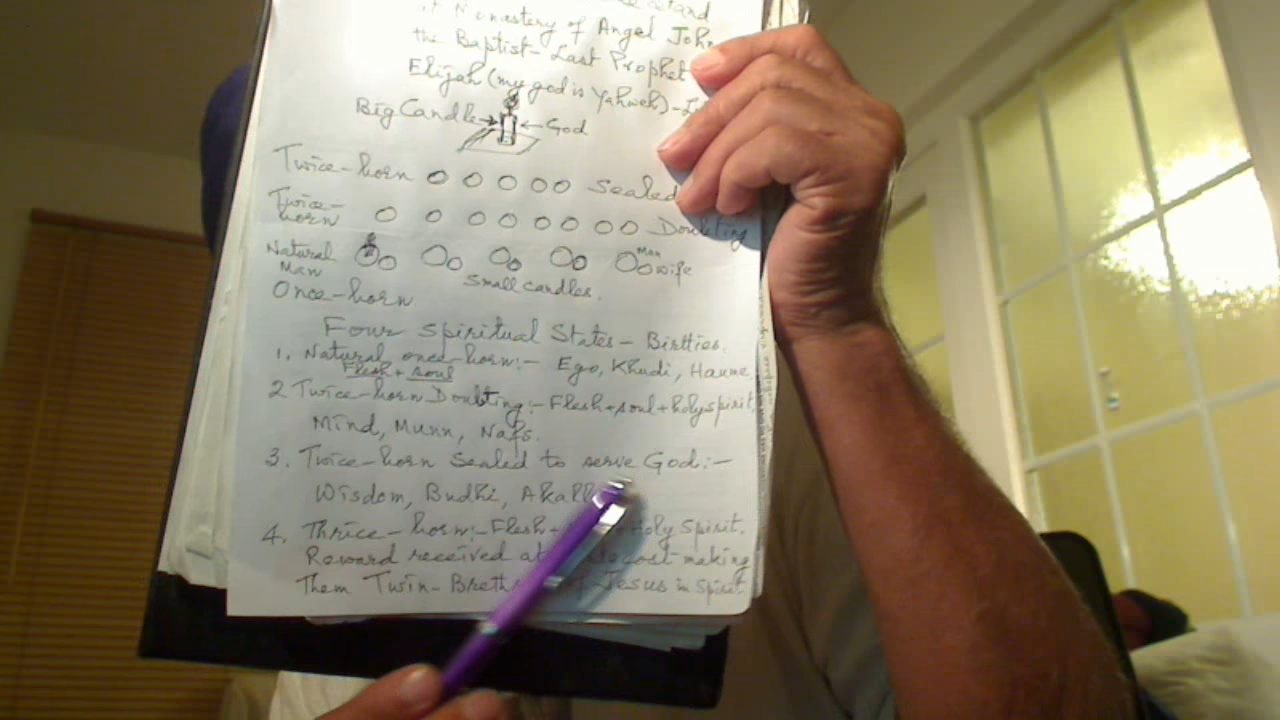 at Monastery of Angel John
the Baptist- Last Prophet
Elijah (my god is Yahweh) -
Big Candle → ← God
Twice-born Sealed
Twice-born Doubting
Natural Man Man wife
Once-born Small candles.
Four Spiritual States - Birtties.
1. Natural once-born:- Ego, Khudi, Haume
Flesh + soul
2 Twice-born Doubting:- Flesh+soul+holy spirit,
Mind, Munn, Nafs.
3. Twice-born Sealed to serve God:-
Wisdom, Budhi, Akall
4. Thrice-born:- Flesh+ Holy Spirit.
Reward received at making
Them Twin- of Jesus in spirit.